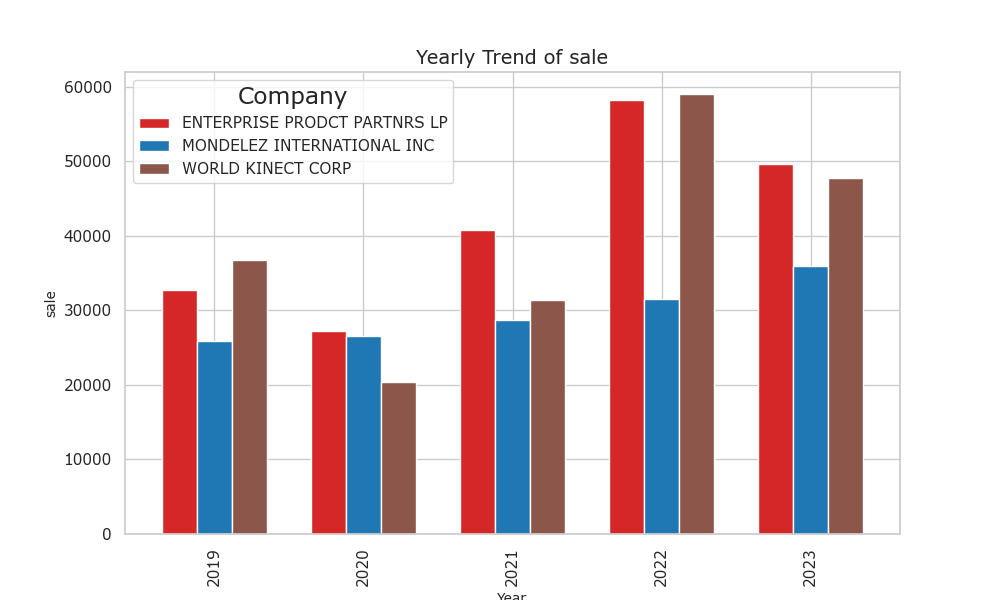 Yearly Trend of sale
Company
ENTERPRISE PRODCT PARTNRS LP
MONDELEZ INTERNATIONAL INC
WORLD KINECT CORP
60000
50000
40000
30000
20000
10000
0
sale
2019
2020
2021
2022
2023
Year